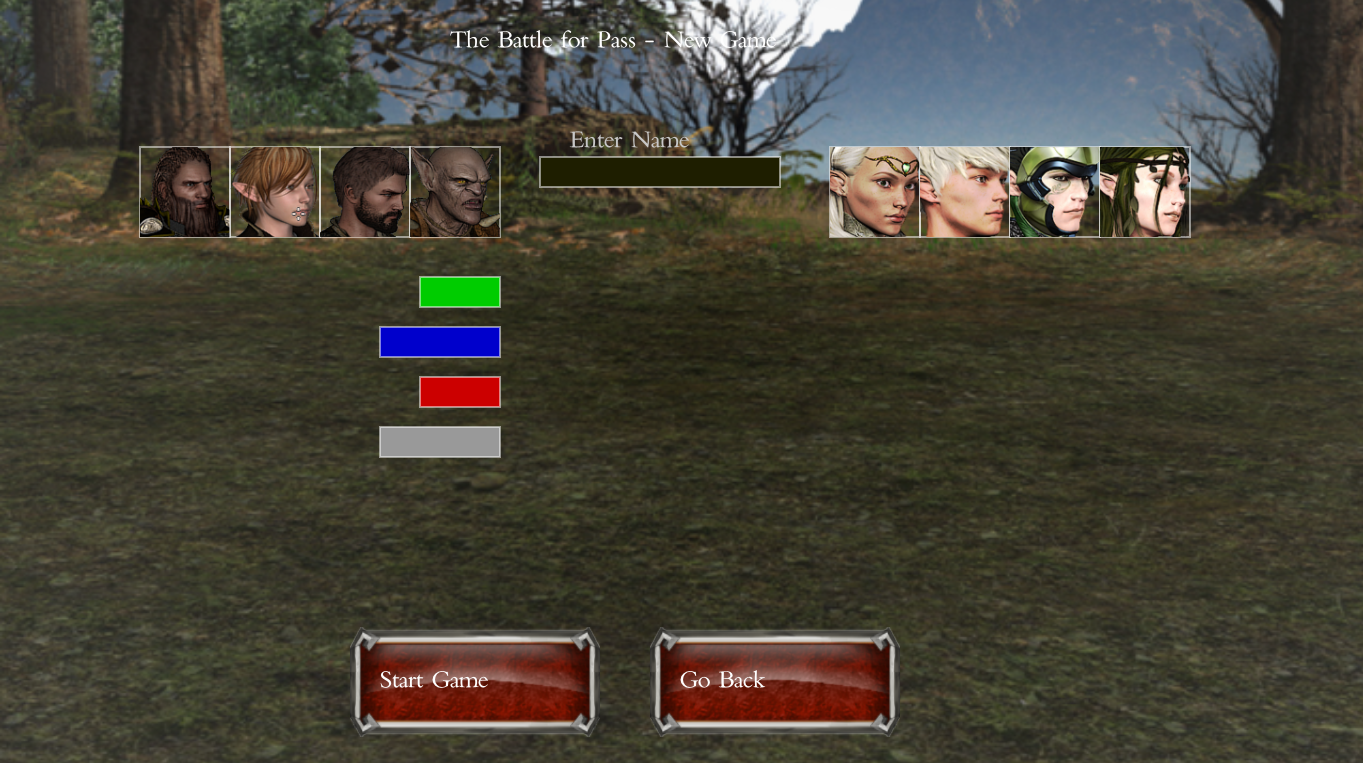 The Battle for Pass - New Game
Enter Name
Start Game
Go Back